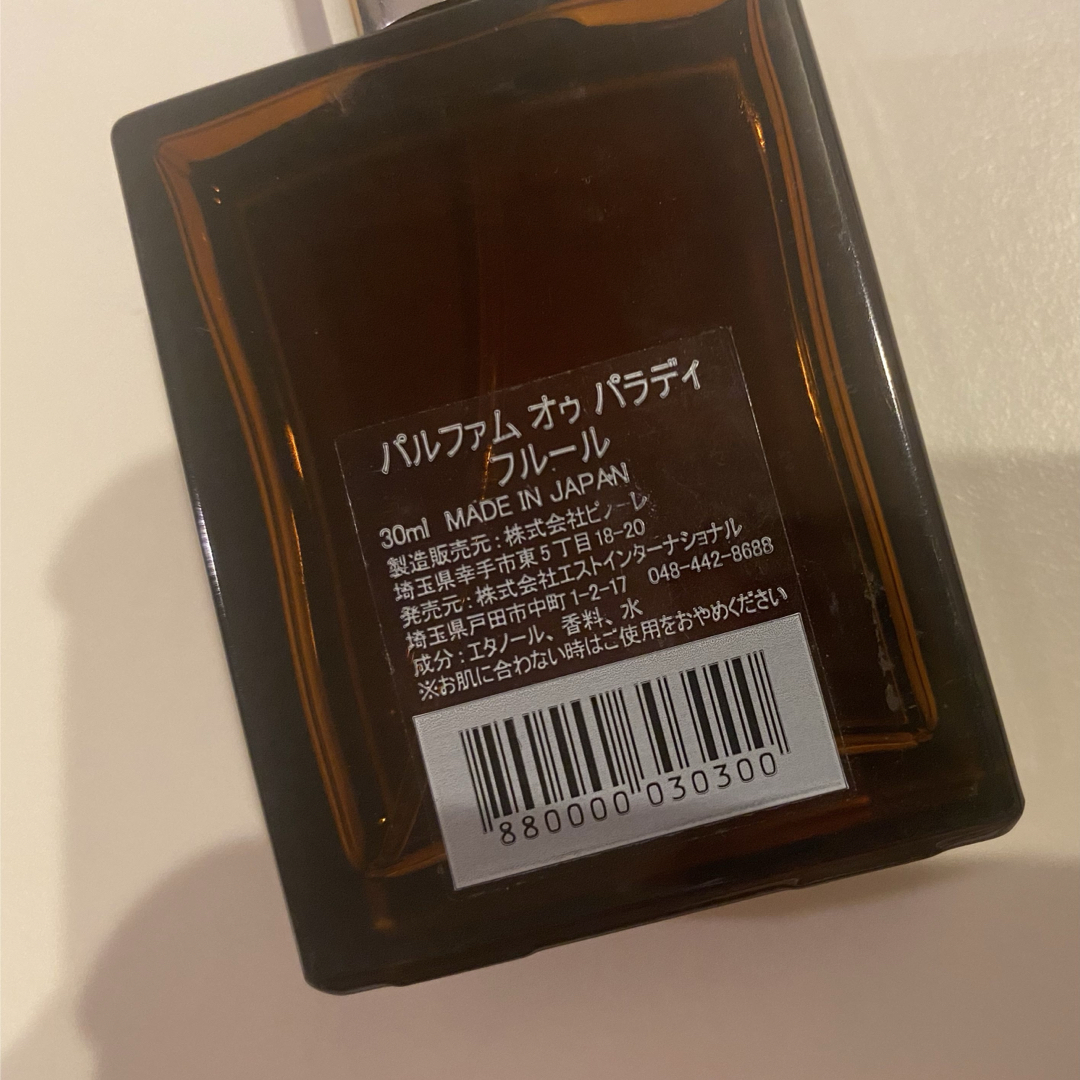 パルファム オゥ パラディ
フルール
30ml MADE IN JAPAN
製造販売元:株式会社ピノーレ
埼玉県幸手市東5丁目18-20
発売元:株式会社エストインターナショナル
埼玉県戸田市中町1-2-17 048-442-8688
成分:エタノール、香料、水
※お肌に合わない時はご使用をおやめください
880000 030300